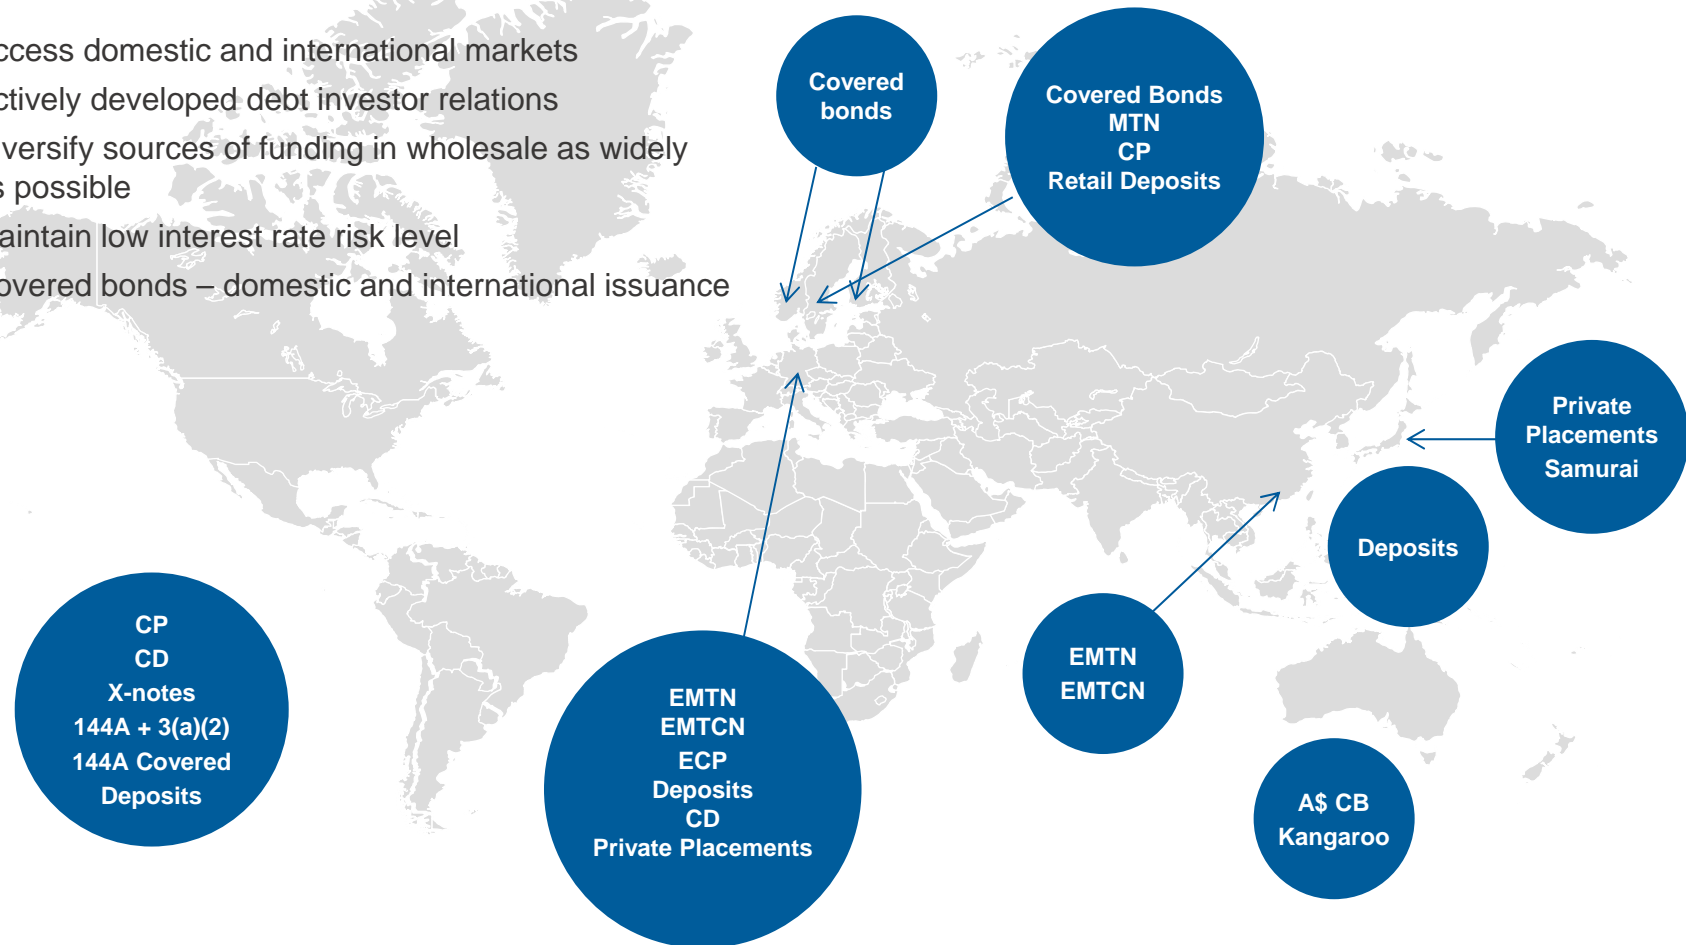 ccess domestic and international markets
ctively developed debt investor relations
versify sources of funding in wholesale as widely
s possible
aintain low interest rate risk level
overed bonds – domestic and international issuance
Covered
bonds
Covered Bonds
MTN
CP
Retail Deposits
Private
Placements
Samurai
Deposits
EMTN
EMTCN
CP
CD
X-notes
144A + 3(a)(2)
144A Covered
Deposits
EMTN
EMTCN
ECP
Deposits
CD
Private Placements
A$ CB
Kangaroo